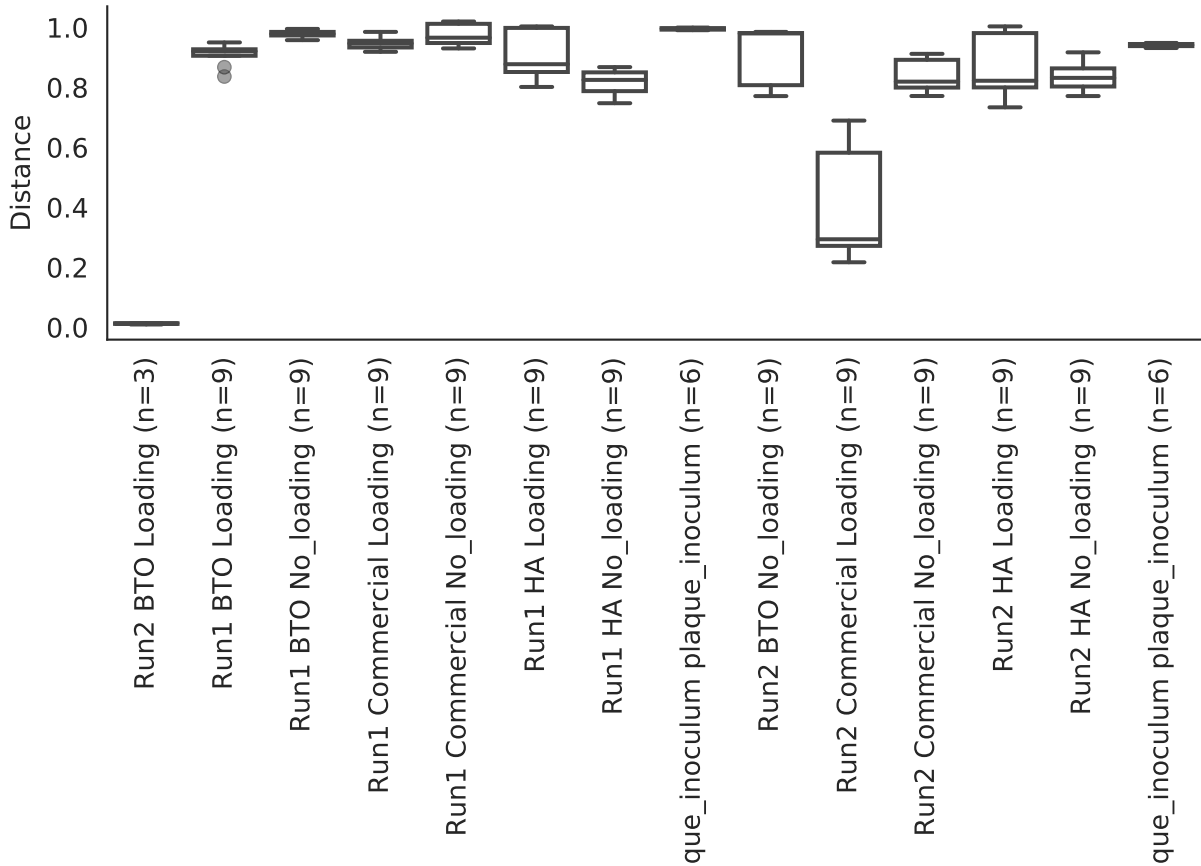 Distance
1.0
0.8
0.6
0.4
0.2
0.0
Run2 BTO Loading (n=3)
Run1 BTO Loading (n=9)
Run1 BTO No_loading (n=9)
Run1 Commercial Loading (n=9)
Run1 Commercial No_loading (n=9)
Run1 HA Loading (n=9)
Run1 HA No_loading (n=9)
que_inoculum plaque_inoculum (n=6)
Run2 BTO No_loading (n=9)
Run2 Commercial Loading (n=9)
Run2 Commercial No_loading (n=9)
Run2 HA Loading (n=9)
Run2 HA No_loading (n=9)
que_inoculum plaque_inoculum (n=6)